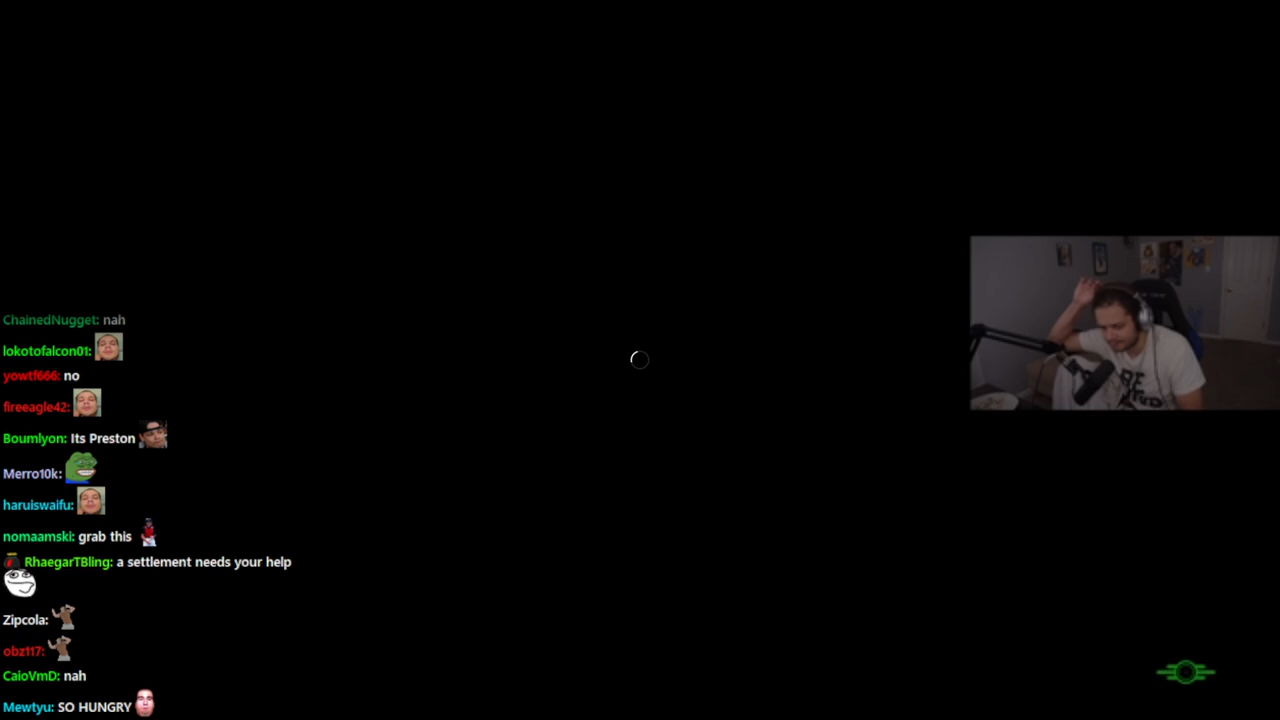 ChainedNugget: nah
lokotofalcon01:
yowtf666: no
fireeagle42:
Boumlyon: Its Preston
Merro10k:
haruiswaifu:
nomaamski: grab this
RhaegarTBling: a settlement needs your help
Zipcola:
obz117:
CaioVmD: nah
Mewtyu: SO HUNGRY